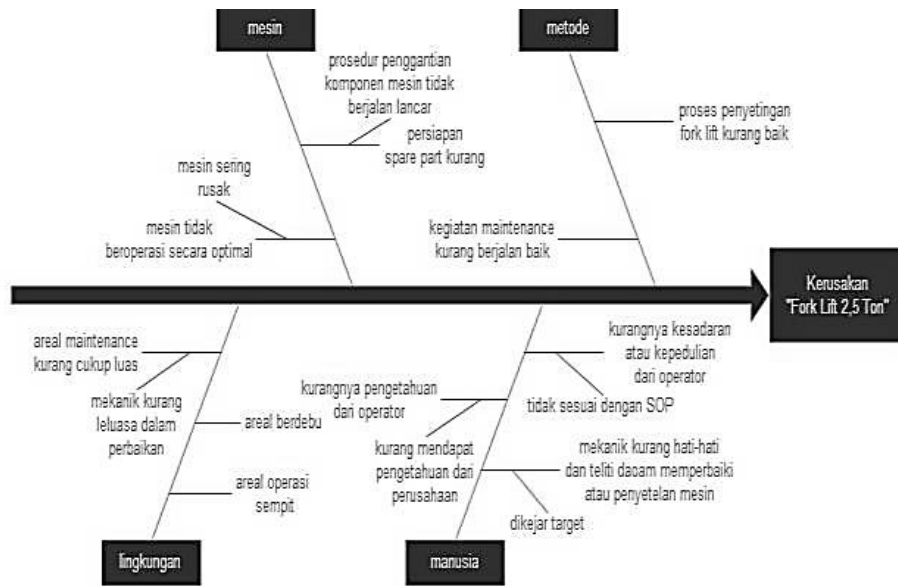 mesin
metode
prosedur penggantian
komponen mesin tidak
berjalan lancar
persiapan
spare part kurang
mesin sering
rusak
mesin tidak
beroperasi secara optimal
proses penyetingan
fork lift kurang baik
kegiatan maintenance
kurang berjalan baik
Kerusakan
"Fork Lift 2,5 Ton"
areal maintenance
kurang cukup luas
mekanik kurang
leluasa dalam
perbaikan
areal berdebu
areal operasi
sempit
kurangnya kesadaran
atau kepedulian
dari operator
tidak sesuai dengan SOP
kurangnya pengetahuan
dari operator
kurang mendapat
pengetahuan dari
perusahaan
mekanik kurang hati-hati
dan teliti daoam memperbaiki
atau penyetelan mesin
dikejar target
lingkungan
manusia